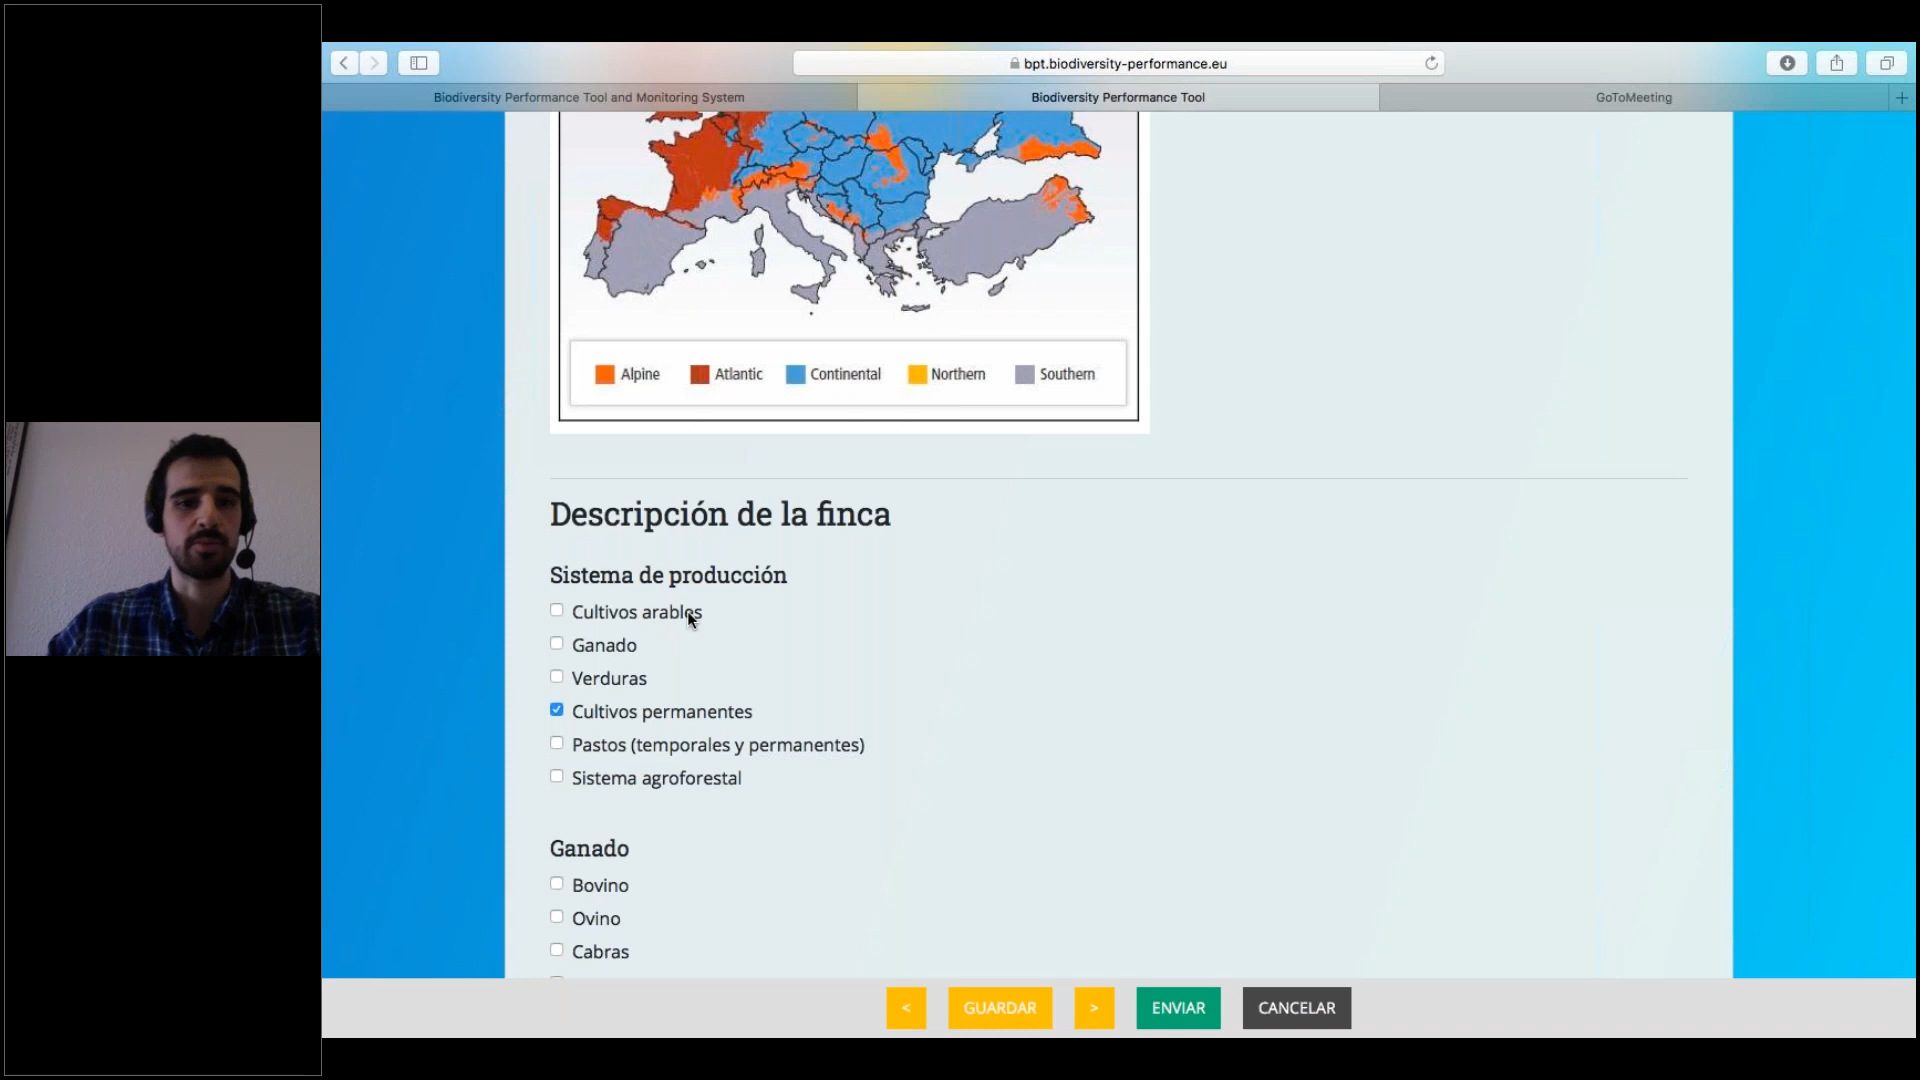 bpt.biodiversity-performance.eu
Biodiversity Performance Tool and Monitoring System
Biodiversity Performance Tool
GoToMeeting
+
Alpine
Atlantic
Continental
Northern
Southern
Descripción de la finca
Sistema de producción
Cultivos arables
Ganado
Verduras
Cultivos permanentes
Pastos (temporales y permanentes)
Sistema agroforestal
Ganado
Bovino
Ovino
Cabras
<
GUARDAR
>
ENVIAR
CANCELAR